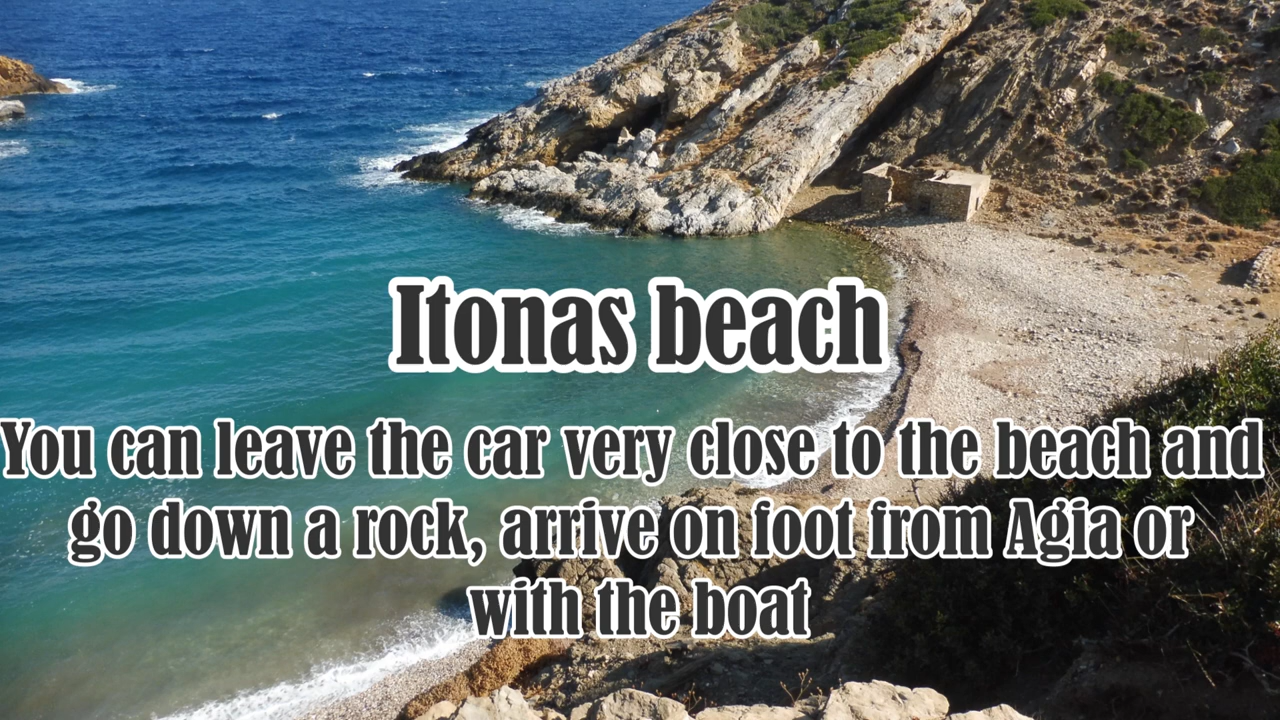 Itonas beach
You can leave the car very close to the beach and
go down a rock, arrive on foot from Agia or
with the boat